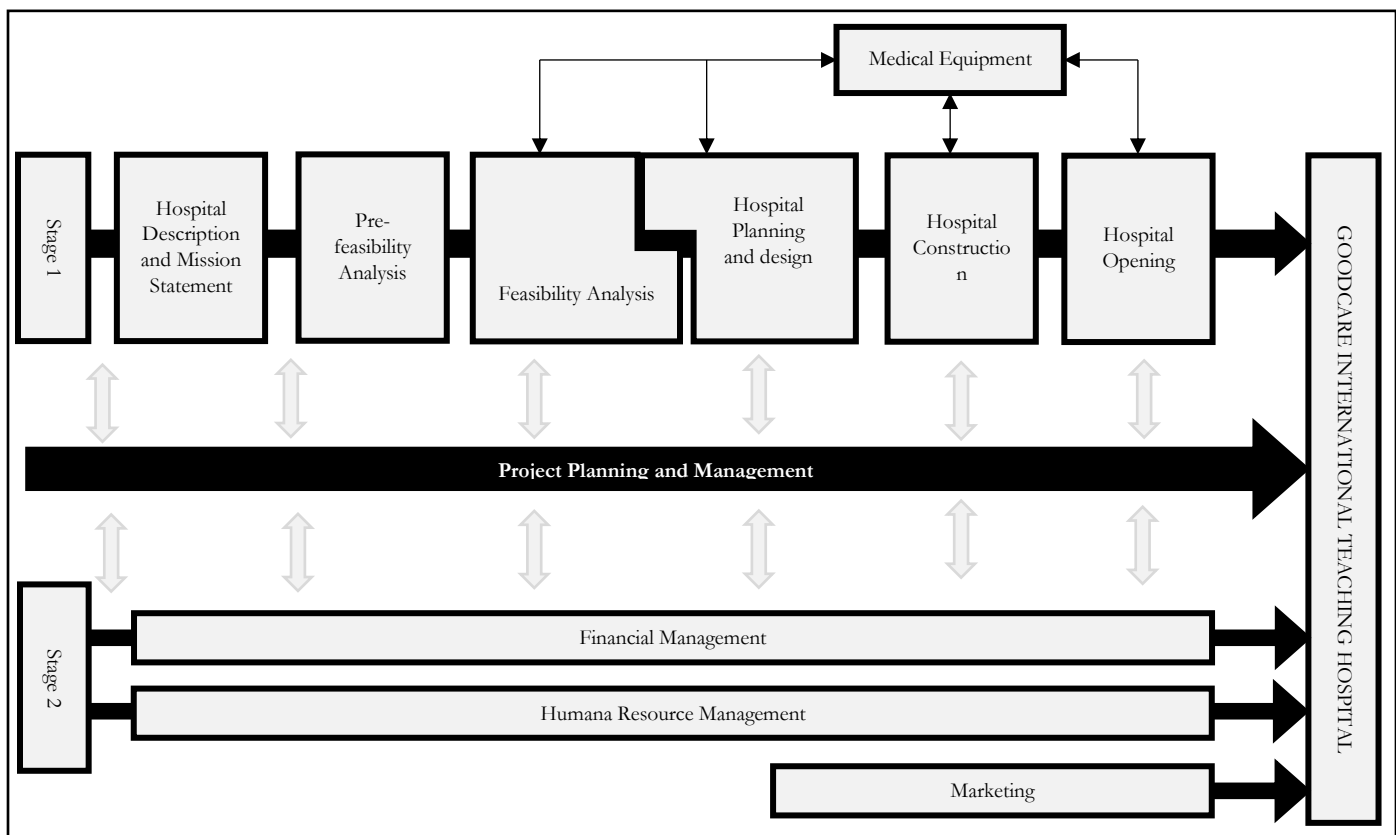 Medical Equipment
Stage 1
Hospital
Description
and Mission
Statement
Pre-
feasibility
Analysis
Feasibility Analysis
Hospital
Planning
and design
Hospital
Constructio
n
Hospital
Opening
GOODCARE INTERNATIONAL TEACHING HOSPITAL
Project Planning and Management
Stage 2
Financial Management
Humana Resource Management
Marketing